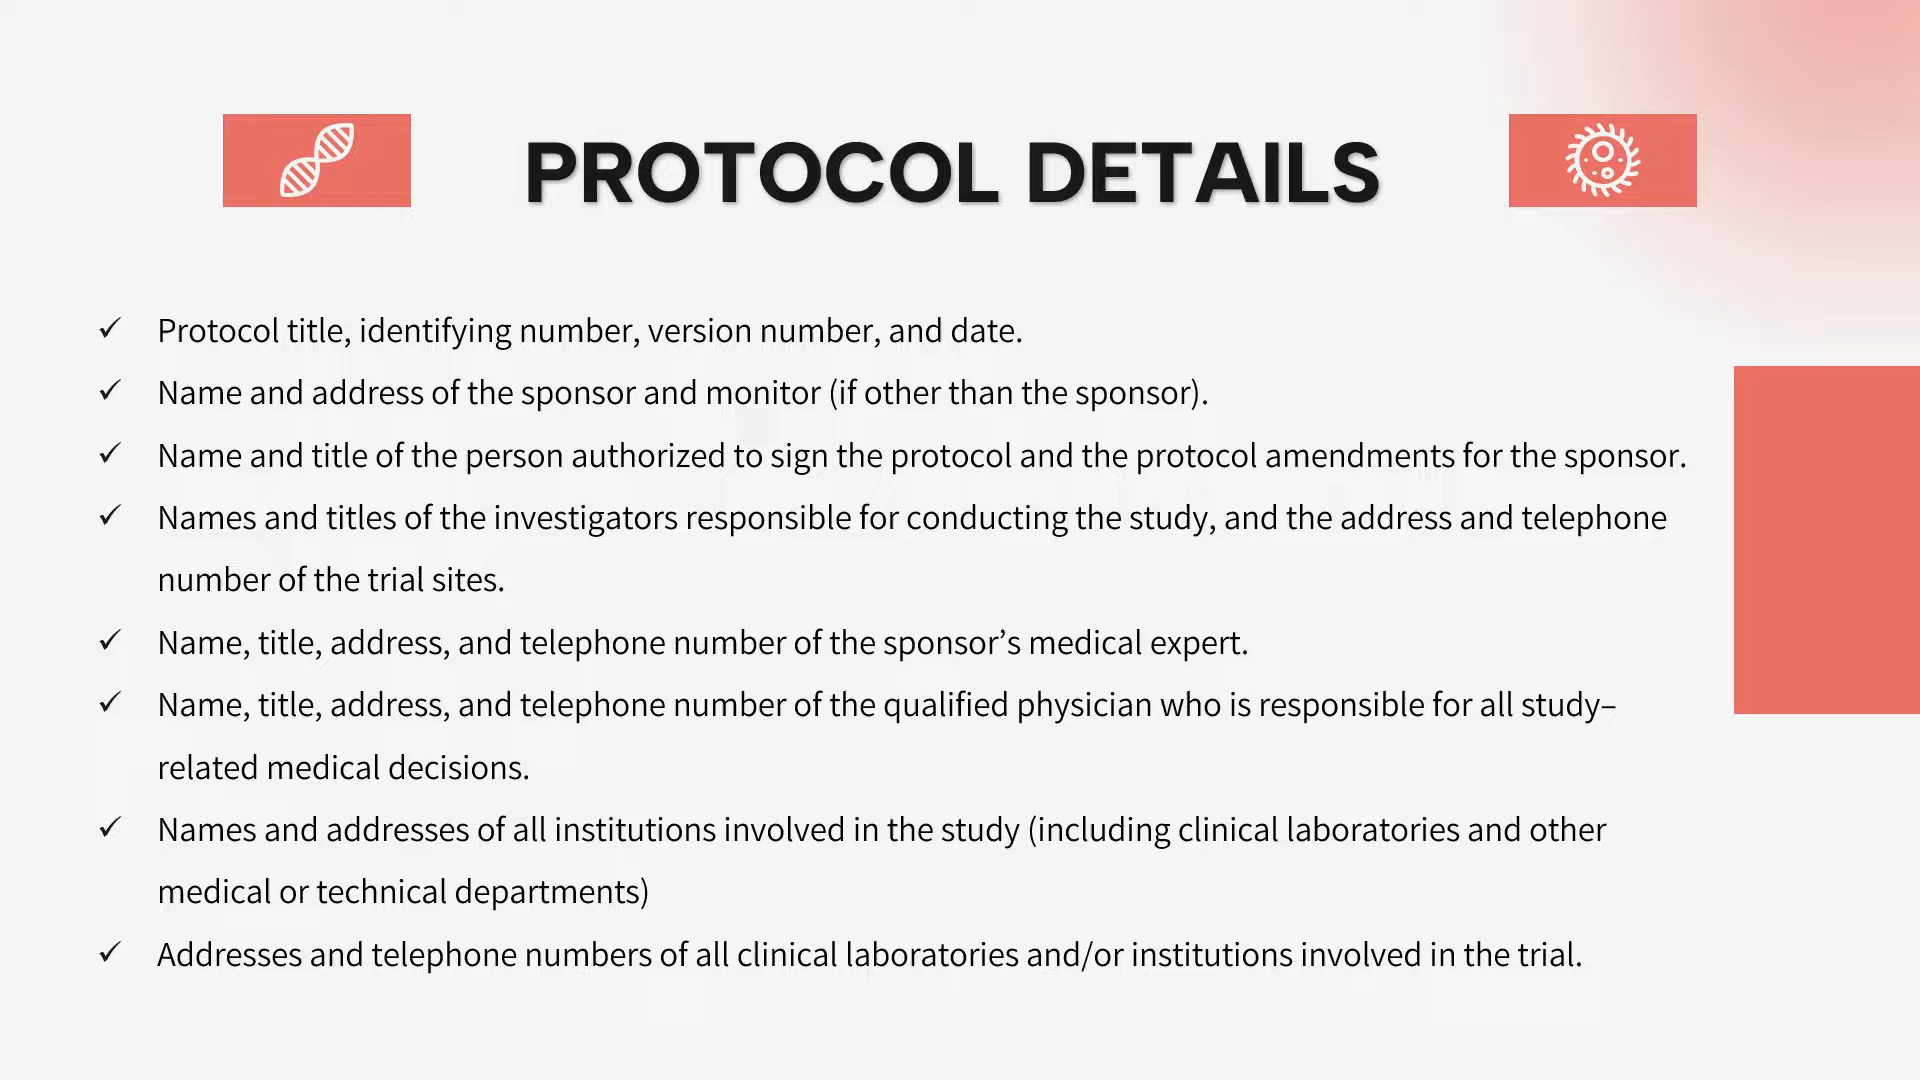 PROTOCOL DETAILS
✓ Protocol title, identifying number, version number, and date.
✓ Name and address of the sponsor and monitor (if other than the sponsor).
✓ Name and title of the person authorized to sign the protocol and the protocol amendments for the sponsor.
✓ Names and titles of the investigators responsible for conducting the study, and the address and telephone
number of the trial sites.
✓ Name, title, address, and telephone number of the sponsor’s medical expert.
✓ Name, title, address, and telephone number of the qualified physician who is responsible for all study–
related medical decisions.
✓ Names and addresses of all institutions involved in the study (including clinical laboratories and other
medical or technical departments)
✓ Addresses and telephone numbers of all clinical laboratories and/or institutions involved in the trial.